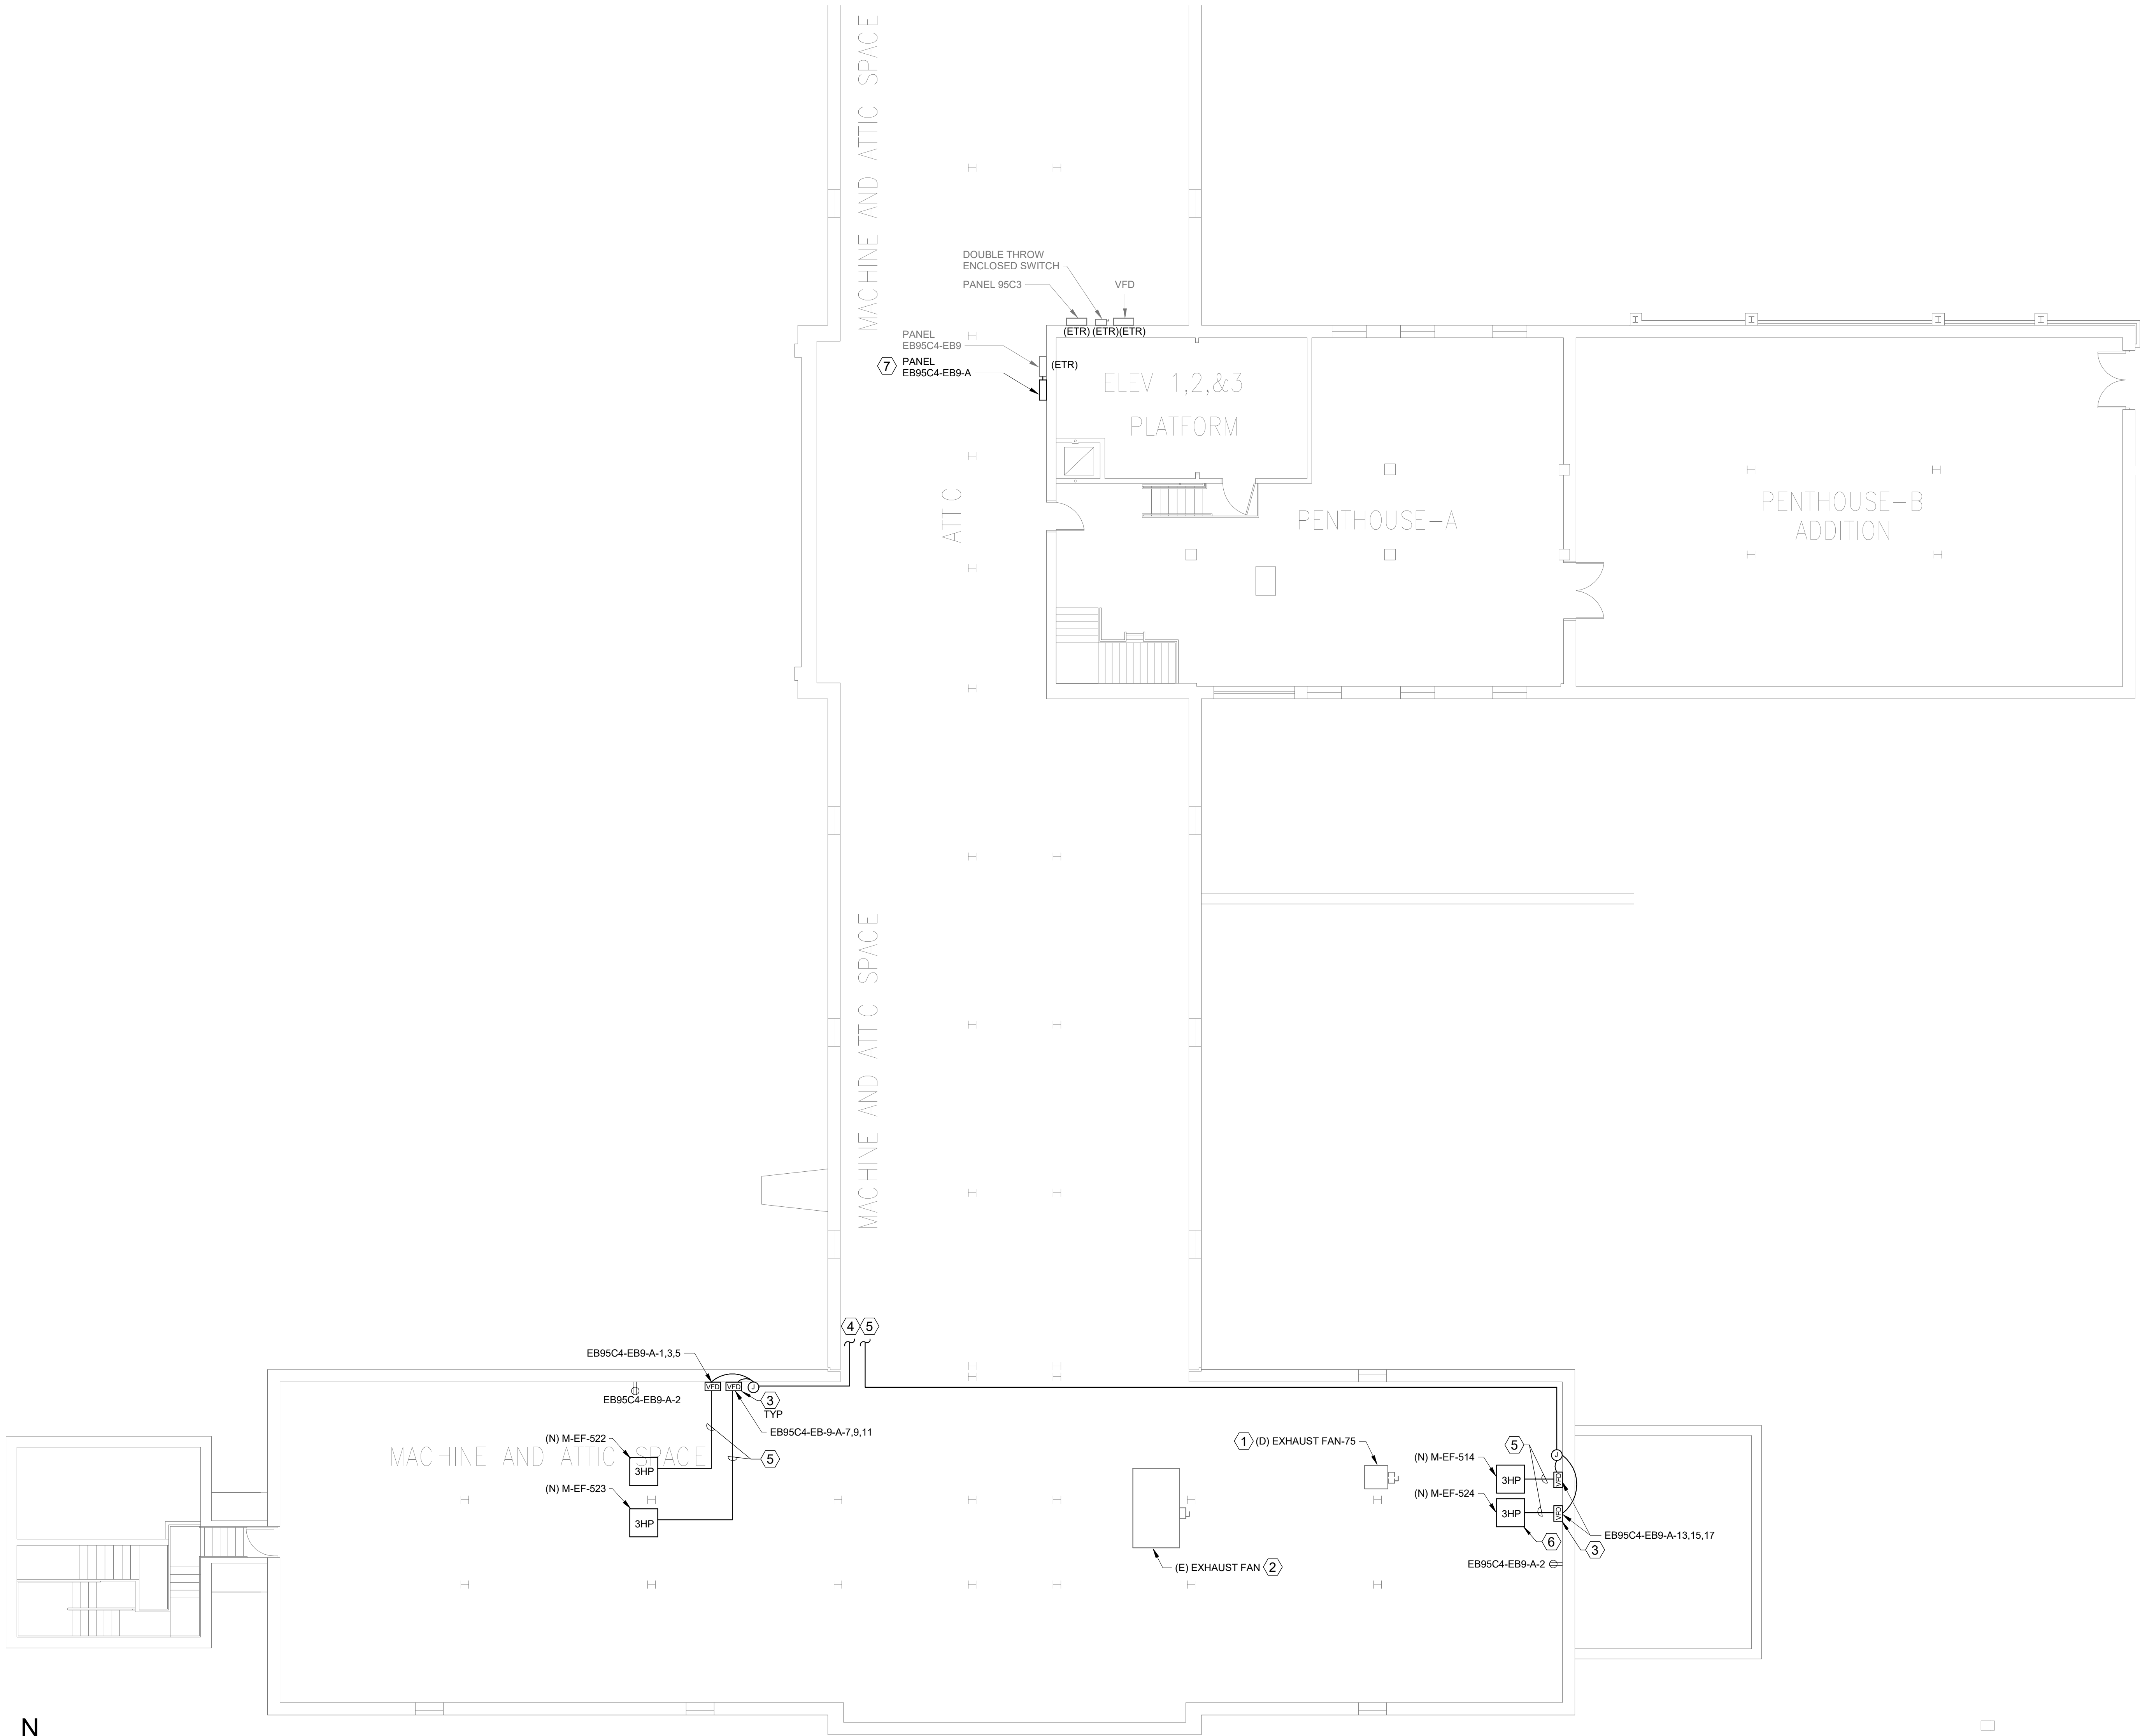 MACHINE AND ATTIC SPACE
DOUBLE THROW
ENCLOSED SWITCH
PANEL 95C3
VFD
(ETR) (ETR)(ETR)
PANEL
EB95C4-EB9
(ETR)
7
PANEL
EB95C4-EB9-A
ELEV 1,2,&3
PLATFORM
ATTIC
PENTHOUSE-A
PENTHOUSE-B
ADDITION
MACHINE AND ATTIC SPACE
4 5
EB95C4-EB9-A-1,3,5
VFD VFD J
EB95C4-EB9-A-2
3
TYP
EB95C4-EB-9-A-7,9,11
(N) M-EF-522
MACHINE AND ATTIC SPACE
3HP
5
(N) M-EF-523
3HP
1 (D) EXHAUST FAN-75
5
J
(N) M-EF-514
3HP
VFD
(N) M-EF-524
3HP
VFD
EB95C4-EB9-A-13,15,17
6
3
(E) EXHAUST FAN 2
EB95C4-EB9-A-2
N